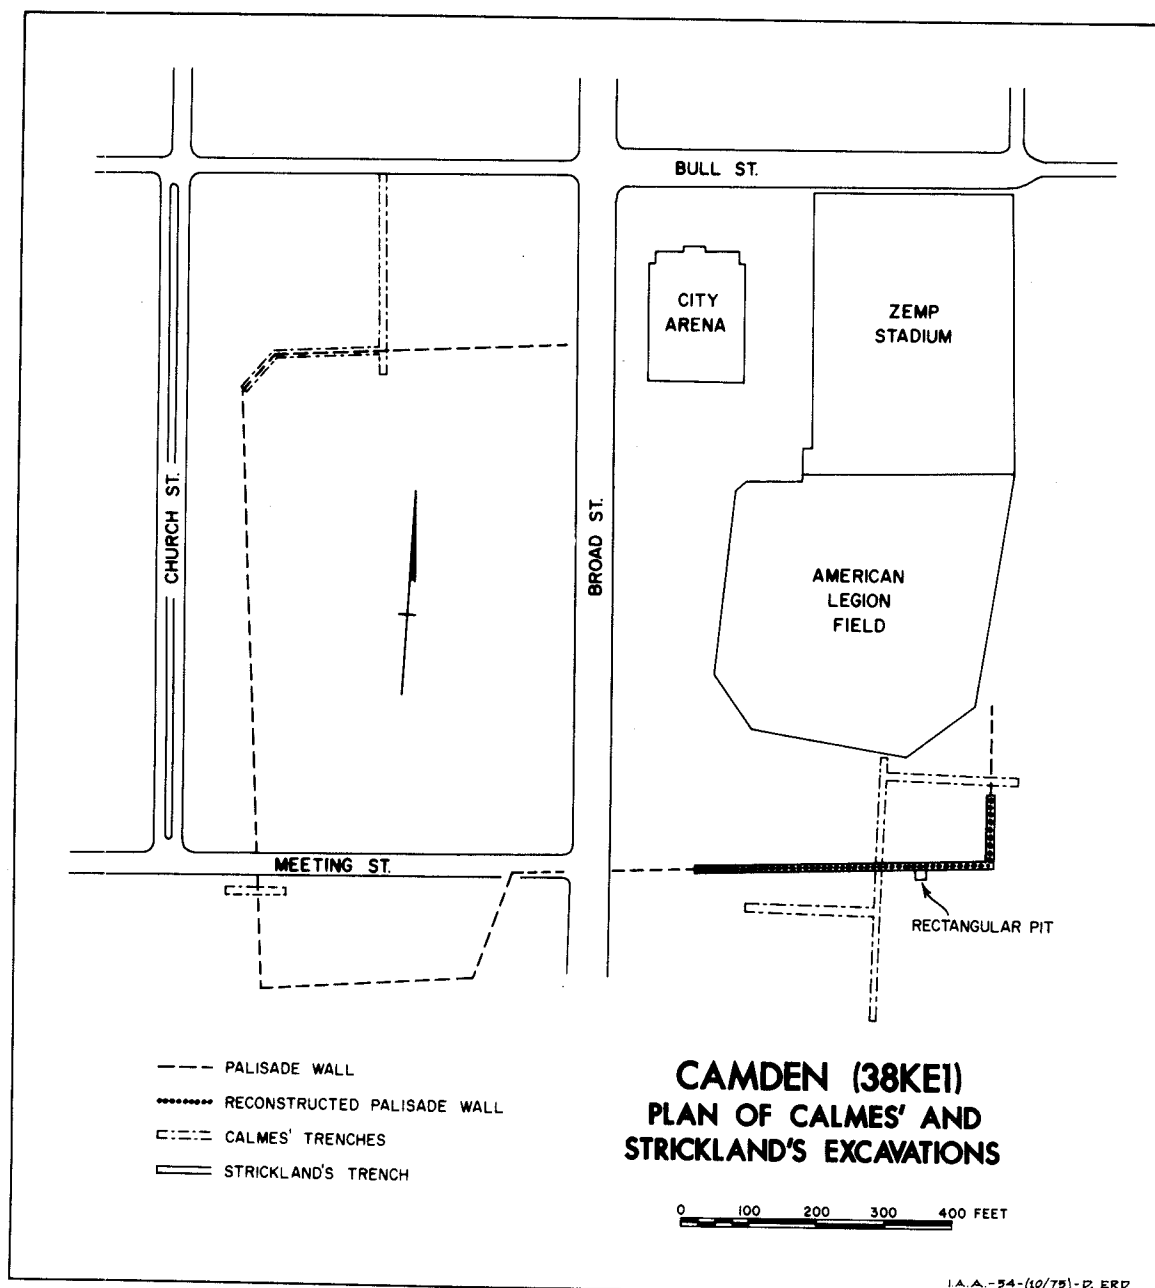 BULL ST.
CITY
ARENA
ZEMP
STADIUM
CHURCH ST.
BROAD ST.
AMERICAN
LEGION
FIELD
MEETING ST.
RECTANGULAR PIT
PALISADE WALL
RECONSTRUCTED PALISADE WALL
CALMES' TRENCHES
STRICKLAND'S TRENCH
CAMDEN (38KE1)
PLAN OF CALMES' AND
STRICKLAND'S EXCAVATIONS
0 100 200 300 400 FEET
I.A.A.-54-(10/75)-D. ERD